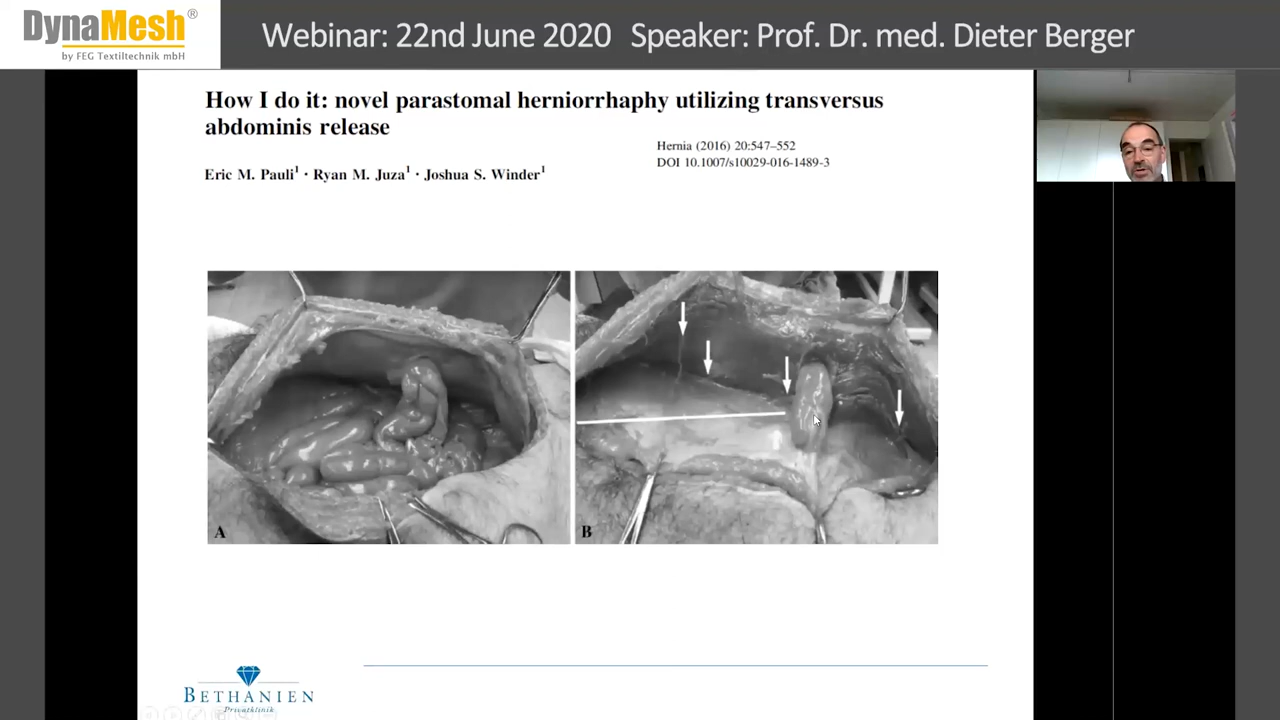 DynaMesh®
by FEG Textiltechnik mbH
Webinar: 22nd June 2020 Speaker: Prof. Dr. med. Dieter Berger
How I do it: novel parastomal herniorrhaphy utilizing transversus
abdominis release
Hernia (2016) 20:547–552
DOI 10.1007/s10029-016-1489-3
Eric M. Pauli¹ · Ryan M. Juza¹ · Joshua S. Winder¹
A
B
BETHANIEN
Privatklinik